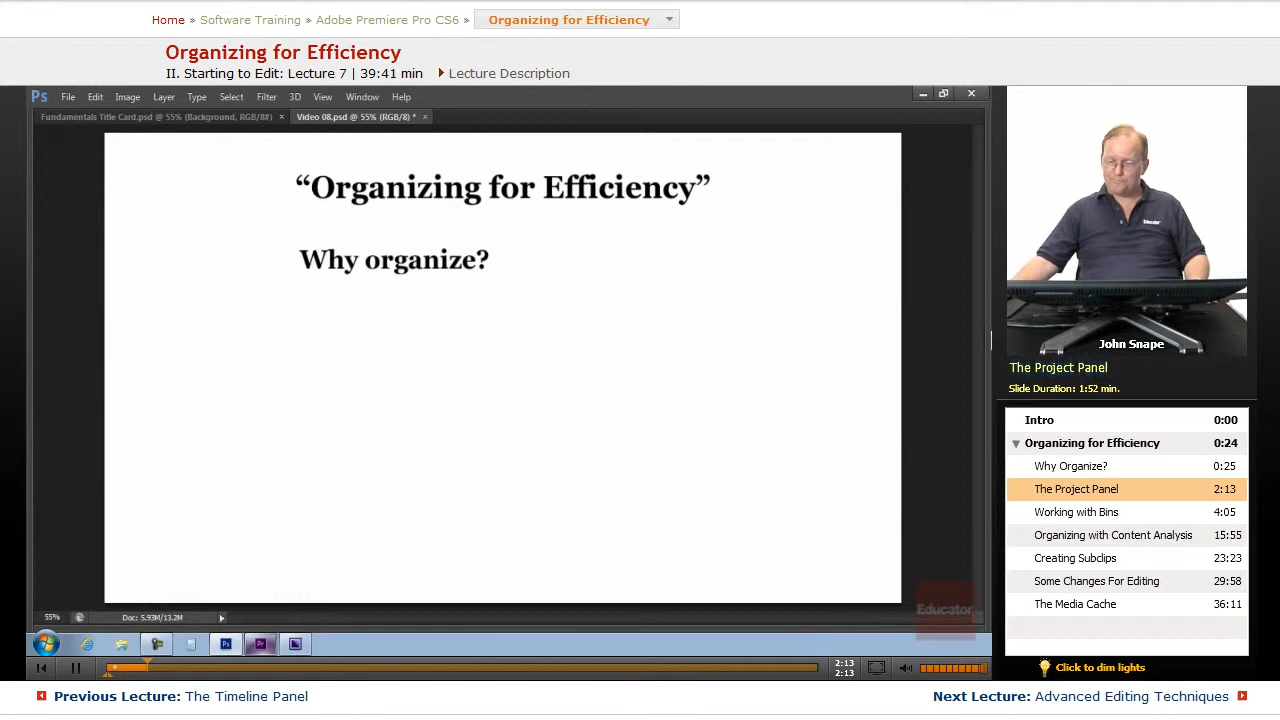 Home » Software Training » Adobe Premiere Pro CS6 » Organizing for Efficiency
Organizing for Efficiency
II. Starting to Edit: Lecture 7 | 39:41 min Lecture Description
Ps File Edit Image Layer Type Select Filter 3D View Window Help
Fundamentals Title Card.psd @ 55% (Background, RGB/8#) × Video 08.psd @ 55% (RGB/8) * ×
“Organizing for Efficiency”
Why organize?
Educator
55% Doc: 5.93M/13.2M
Ps Pr
2:13
2:13
Educator
John Snape
The Project Panel
Slide Duration: 1:52 min.
Intro 0:00
Organizing for Efficiency 0:24
Why Organize? 0:25
The Project Panel 2:13
Working with Bins 4:05
Organizing with Content Analysis 15:55
Creating Subclips 23:23
Some Changes For Editing 29:58
The Media Cache 36:11
Click to dim lights
Previous Lecture: The Timeline Panel
Next Lecture: Advanced Editing Techniques